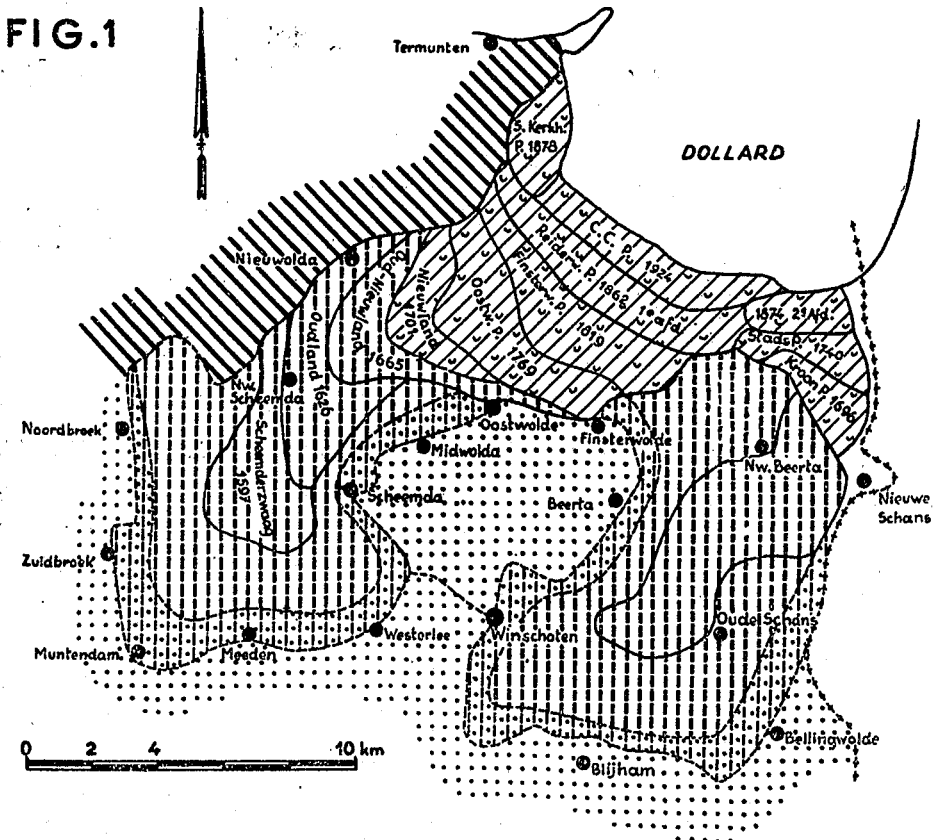 FIG.1
Termunten
S. Kerkh.
P. 1878
DOLLARD
C.C. P. 1924
Reiderw. P. 1862 1e afd.
Finsterw. P. 1819
Oostw. P. 1769
Nieuwland 1701
Oud-Nieuwland 1665
Oudland 1626
Scheemderzwaag 1597
1874 2e Afd.
Stads P. 1740
Kroon P. 1696
Nieuwolda
Nw.
Scheemda
Noordbroek
Oostwolde
Midwolda
Finsterwolde
Nw. Beerta
Scheemda
Beerta
Nieuwe
Schans
Zuidbroek
Winschoten
Oude Schans
Westerlee
Meeden
Muntendam
Bellingwolde
Blijham
0 2 4 10 km